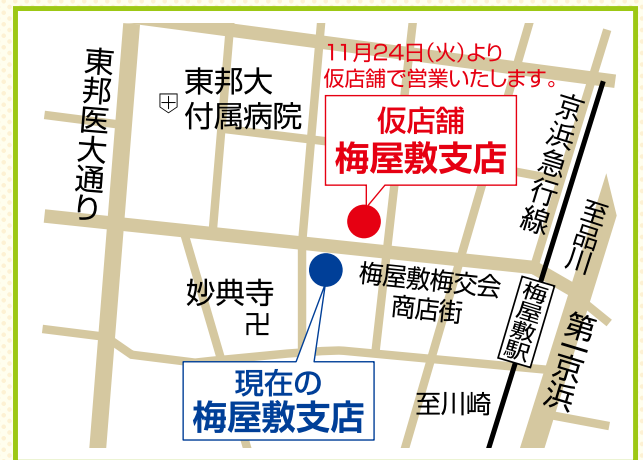 11月24日(火)より
仮店舗で営業いたします。
東邦医大通り
東邦大
付属病院
仮店舗
梅屋敷支店
京浜急行線
至品川
妙典寺
卍
梅屋敷梅交会
商店街
梅屋敷駅
第一京浜
現在の
梅屋敷支店
至川崎